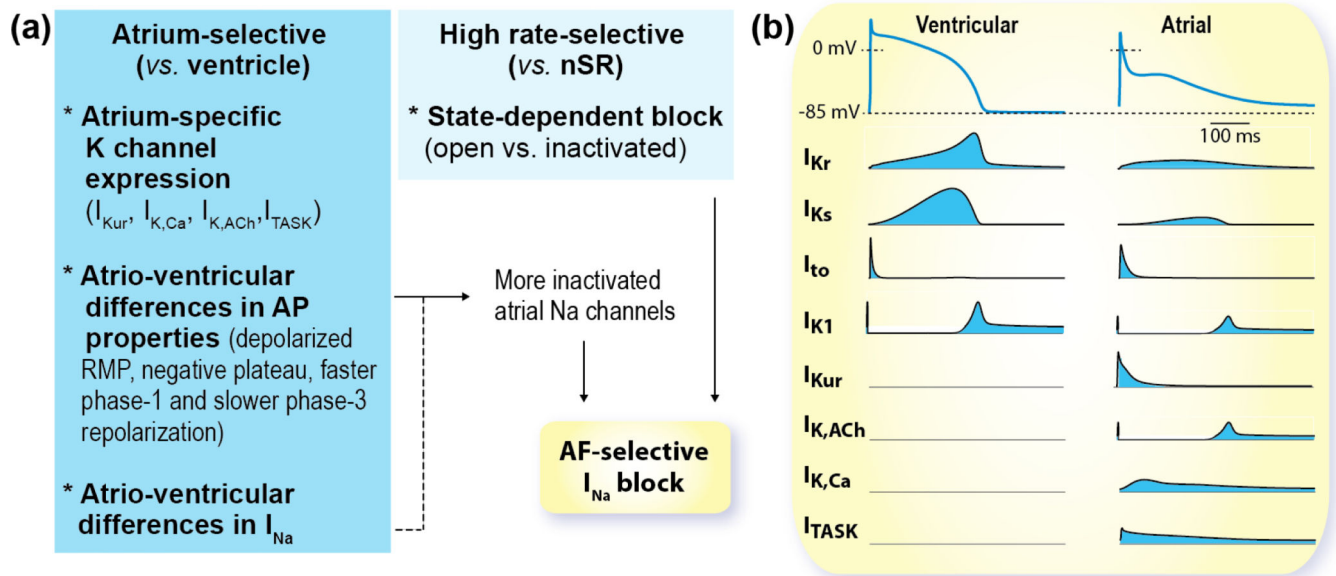 (a)
Atrium-selective
(vs. ventricle)
* Atrium-specific
K channel
expression
(IKur, IK,Ca, IK,ACh,ITASK)
* Atrio-ventricular
differences in AP
properties (depolarized
RMP, negative plateau, faster
phase-1 and slower phase-3
repolarization)
* Atrio-ventricular
differences in INa
High rate-selective
(vs. nSR)
* State-dependent block
(open vs. inactivated)
More inactivated
atrial Na channels
AF-selective
INa block
(b)
Ventricular
Atrial
0 mV
-85 mV
100 ms
IKr
IKs
Ito
IK1
IKur
IK,ACh
IK,Ca
ITASK